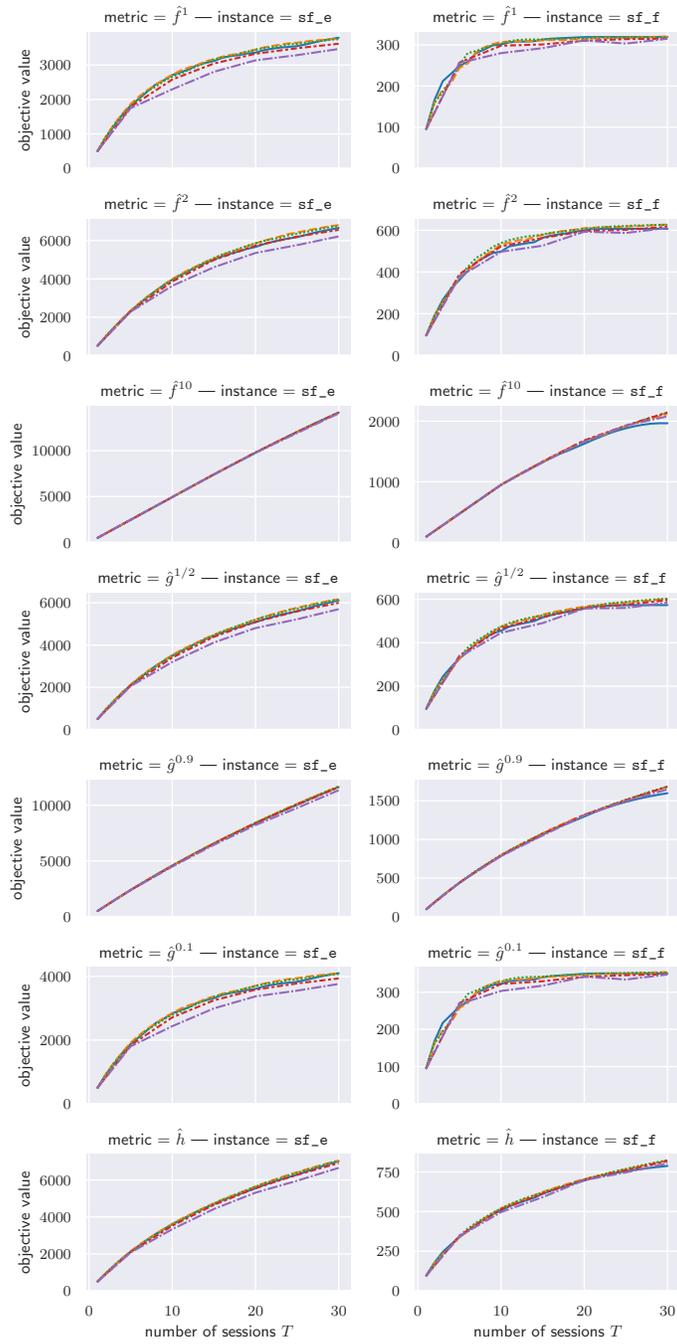 metric = f̂¹ — instance = sf_e
metric = f̂¹ — instance = sf_f
objective value
3000
2000
1000
0
300
200
100
0
metric = f̂² — instance = sf_e
metric = f̂² — instance = sf_f
objective value
6000
4000
2000
0
600
400
200
0
metric = f̂¹⁰ — instance = sf_e
metric = f̂¹⁰ — instance = sf_f
objective value
10000
5000
0
2000
1000
0
metric = ĝ^{1/2} — instance = sf_e
metric = ĝ^{1/2} — instance = sf_f
objective value
6000
4000
2000
0
600
400
200
0
metric = ĝ^{0.9} — instance = sf_e
metric = ĝ^{0.9} — instance = sf_f
objective value
10000
5000
0
1500
1000
500
0
metric = ĝ^{0.1} — instance = sf_e
metric = ĝ^{0.1} — instance = sf_f
objective value
4000
2000
0
300
200
100
0
metric = ĥ — instance = sf_e
metric = ĥ — instance = sf_f
objective value
6000
4000
2000
0
750
500
250
0
0 10 20 30
0 10 20 30
number of sessions T
number of sessions T